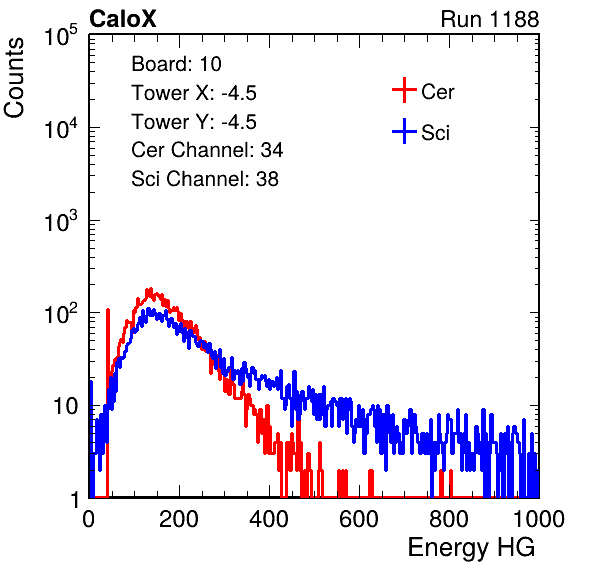 CaloX Run 1188
Counts
10^5
10^4
10^3
10^2
10
1
Board: 10
Tower X: -4.5
Tower Y: -4.5
Cer Channel: 34
Sci Channel: 38
Cer
Sci
0 200 400 600 800 1000
Energy HG